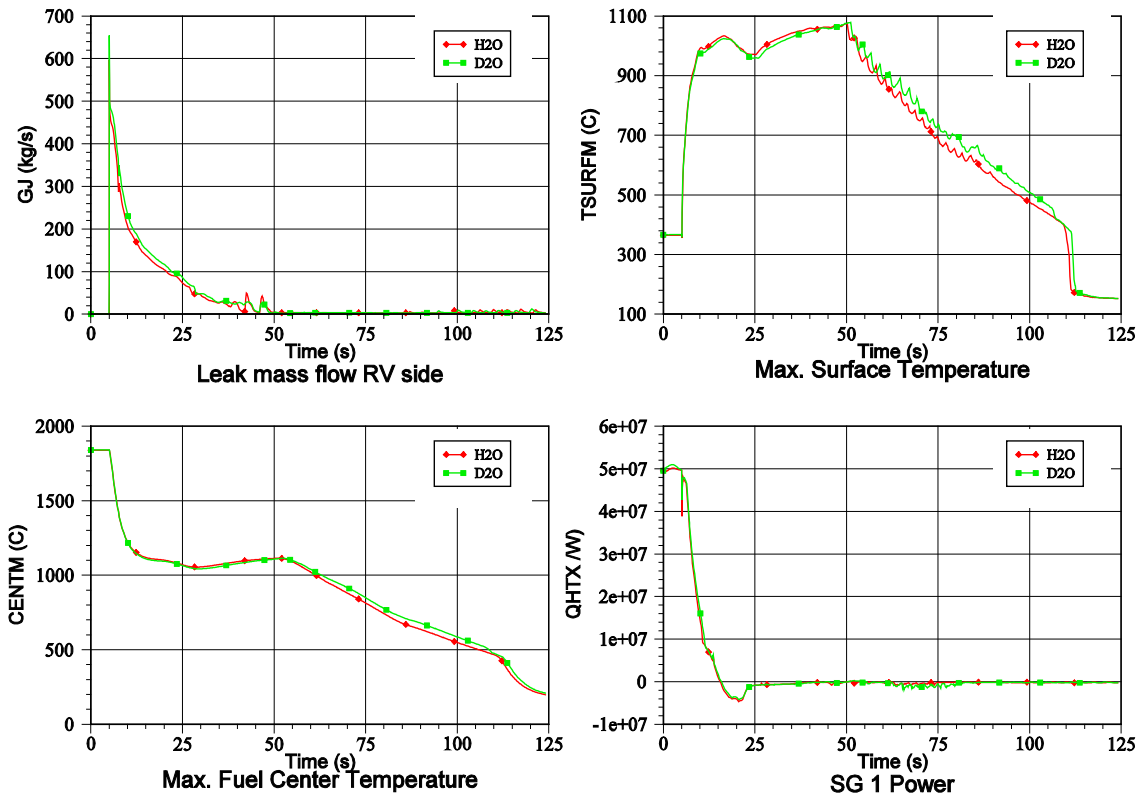 700
600
500
400
300
200
100
0
GJ (kg/s)
H2O
D2O
0 25 50 75 100 125
Time (s)
Leak mass flow RV side
1100
900
700
500
300
100
TSURFM (C)
H2O
D2O
0 25 50 75 100 125
Time (s)
Max. Surface Temperature
2000
1500
1000
500
0
CENTM (C)
H2O
D2O
0 25 50 75 100 125
Time (s)
Max. Fuel Center Temperature
6e+07
5e+07
4e+07
3e+07
2e+07
1e+07
0
-1e+07
QHTX /W)
H2O
D2O
0 25 50 75 100 125
Time (s)
SG 1 Power